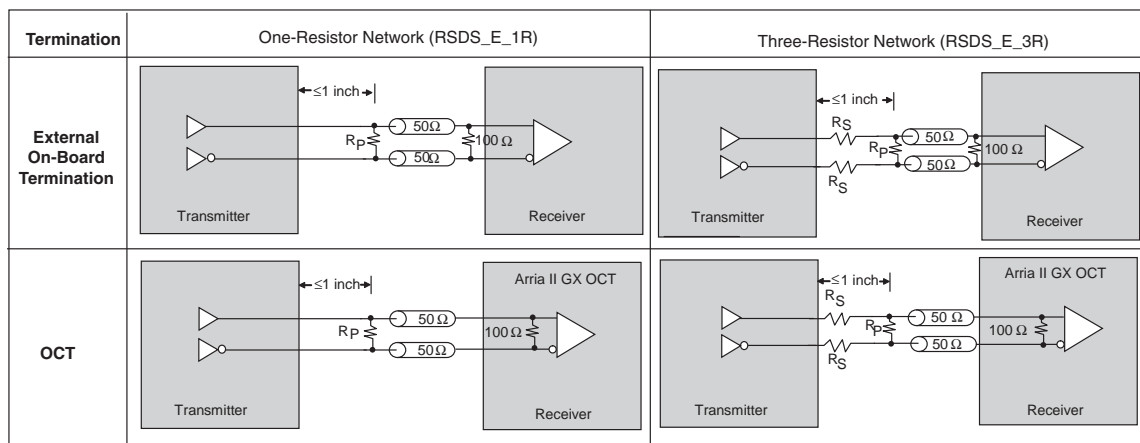 Termination
One-Resistor Network (RSDS_E_1R)
Three-Resistor Network (RSDS_E_3R)
External
On-Board
Termination
≤1 inch
50Ω
RP
100 Ω
50Ω
Transmitter
Receiver
≤1 inch
RS
50 Ω
RP
100 Ω
50 Ω
RS
Transmitter
Receiver
OCT
Arria II GX OCT
≤1 inch
50 Ω
RP
100 Ω
50 Ω
Transmitter
Receiver
Arria II GX OCT
≤1 inch
RS
50 Ω
RP
100 Ω
50 Ω
RS
Transmitter
Receiver